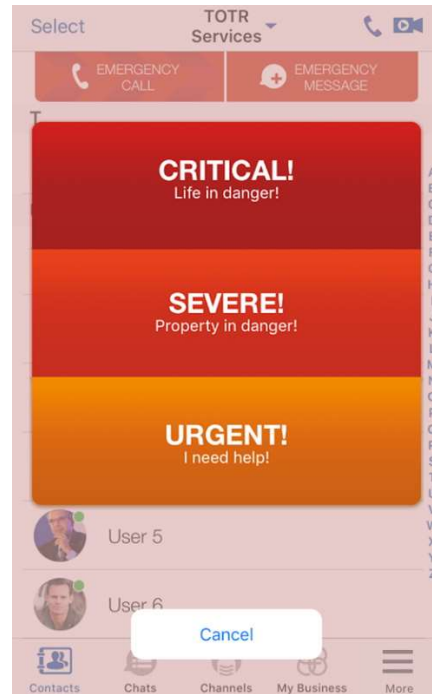 Select
TOTR
Services
EMERGENCY
CALL
EMERGENCY
MESSAGE
T
CRITICAL!
Life in danger!
SEVERE!
Property in danger!
URGENT!
I need help!
User 5
User 6
Cancel
Contacts
Chats
Channels
My Business
More